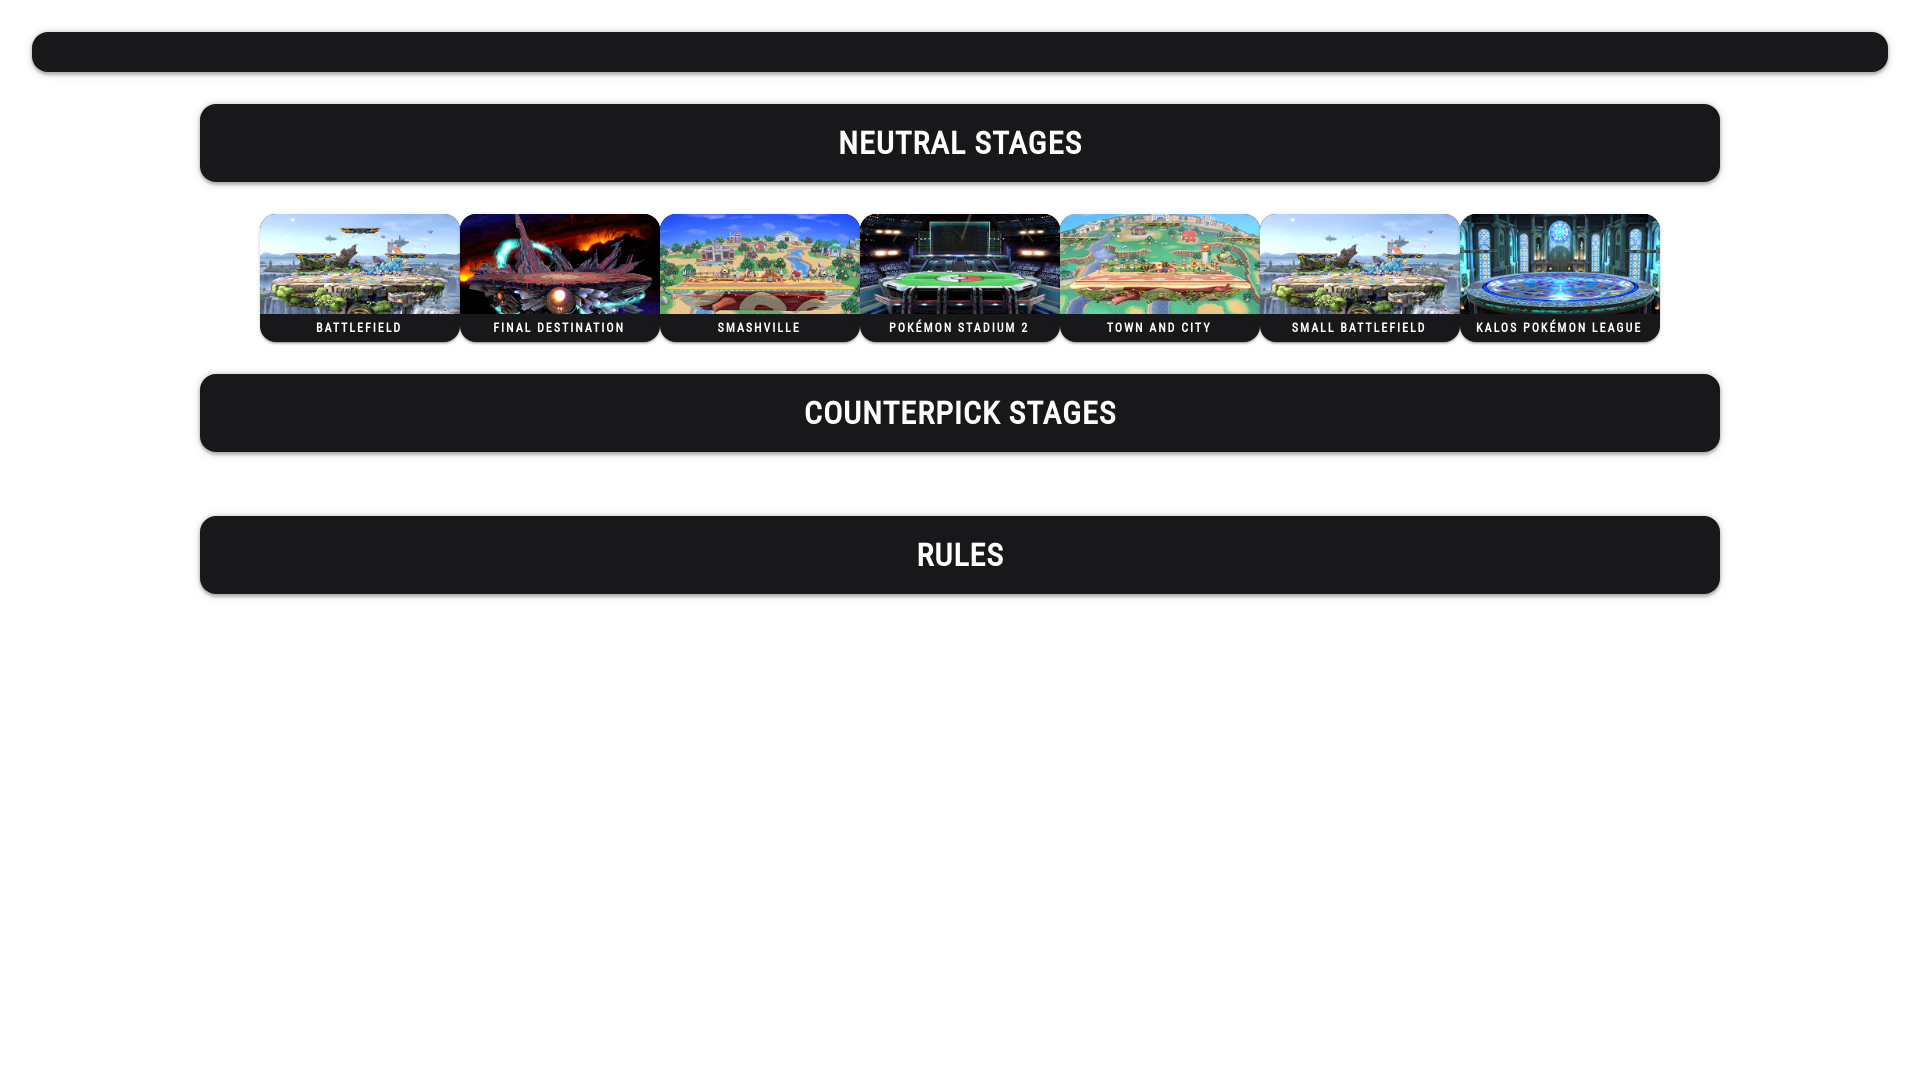 NEUTRAL STAGES
BATTLEFIELD
FINAL DESTINATION
SMASHVILLE
POKÉMON STADIUM 2
TOWN AND CITY
SMALL BATTLEFIELD
KALOS POKÉMON LEAGUE
COUNTERPICK STAGES
RULES